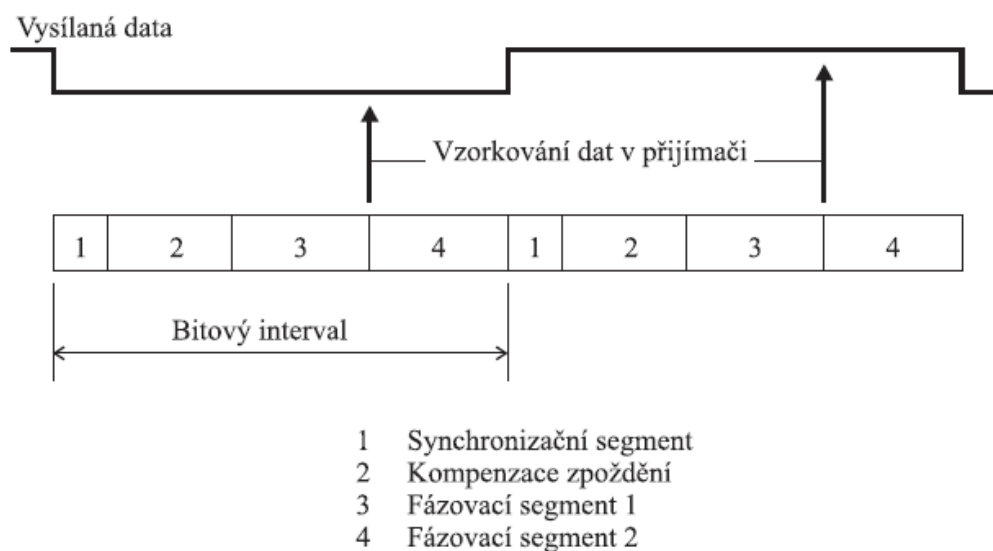 Vysílaná data
Vzorkování dat v přijímači
1 2 3 4 1 2 3 4
Bitový interval
1 Synchronizační segment
2 Kompenzace zpoždění
3 Fázovací segment 1
4 Fázovací segment 2